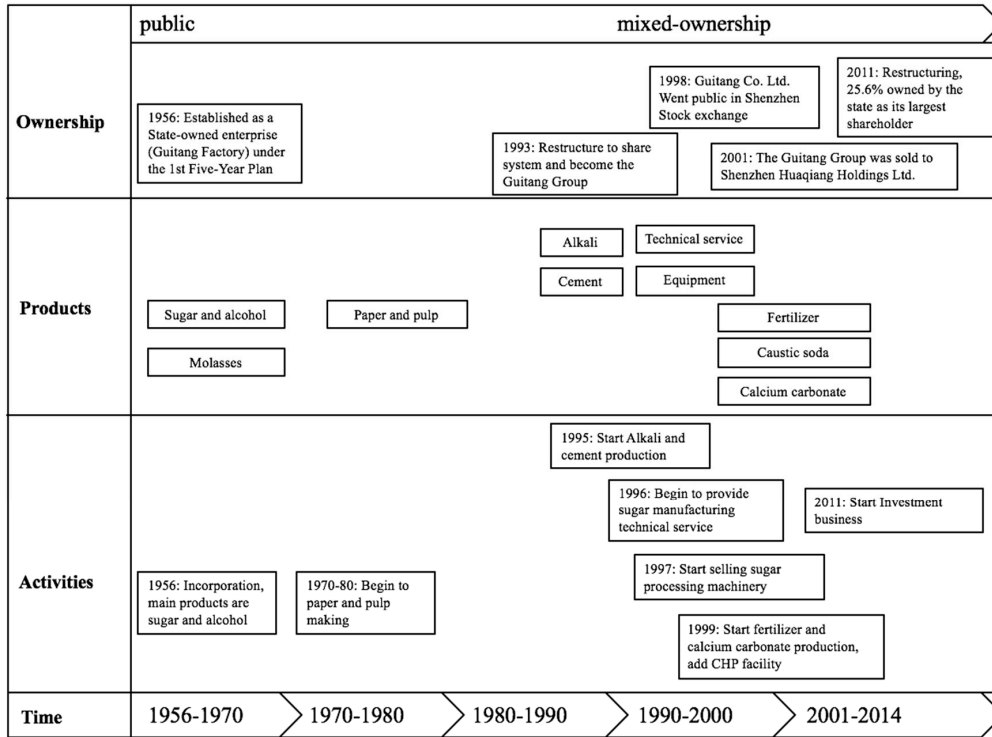 public
mixed-ownership
Ownership
1956: Established as a
State-owned enterprise
(Guitang Factory) under
the 1st Five-Year Plan
1993: Restructure to share
system and become the
Guitang Group
1998: Guitang Co. Ltd.
Went public in Shenzhen
Stock exchange
2011: Restructuring,
25.6% owned by the
state as its largest
shareholder
2001: The Guitang Group was sold to
Shenzhen Huaqiang Holdings Ltd.
Products
Sugar and alcohol
Molasses
Paper and pulp
Alkali
Cement
Technical service
Equipment
Fertilizer
Caustic soda
Calcium carbonate
Activities
1956: Incorporation,
main products are
sugar and alcohol
1970-80: Begin to
paper and pulp
making
1995: Start Alkali and
cement production
1996: Begin to provide
sugar manufacturing
technical service
1997: Start selling sugar
processing machinery
1999: Start fertilizer and
calcium carbonate production,
add CHP facility
2011: Start Investment
business
Time
1956-1970
1970-1980
1980-1990
1990-2000
2001-2014